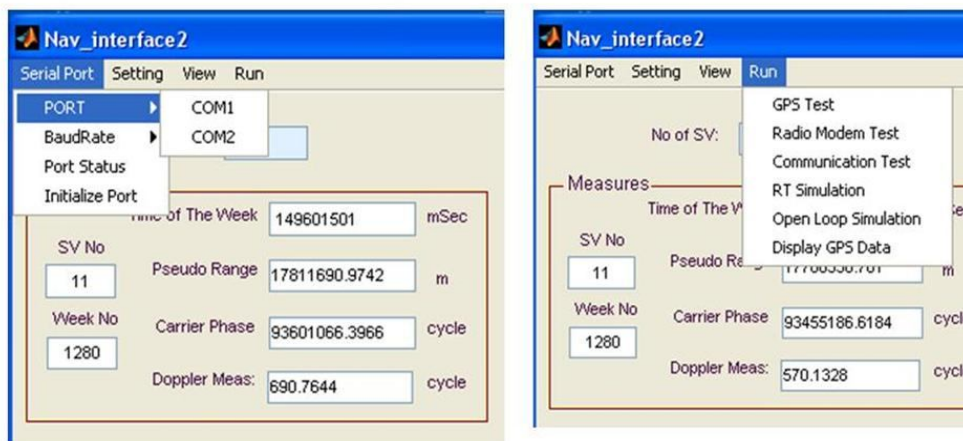 Nav_interface2
Serial Port Setting View Run
PORT COM1
BaudRate COM2
Port Status
Initialize Port
Time of The Week 149601501 mSec
SV No
11
Pseudo Range 17811690.9742 m
Week No
1280
Carrier Phase 93601066.3966 cycle
Doppler Meas: 690.7644 cycle
Nav_interface2
Serial Port Setting View Run
GPS Test
Radio Modem Test
Communication Test
RT Simulation
Open Loop Simulation
Display GPS Data
No of SV:
Measures
Time of The
SV No
11
Pseudo
m
Week No
1280
Carrier Phase 93455186.6184 cycl
Doppler Meas: 570.1328 cycl